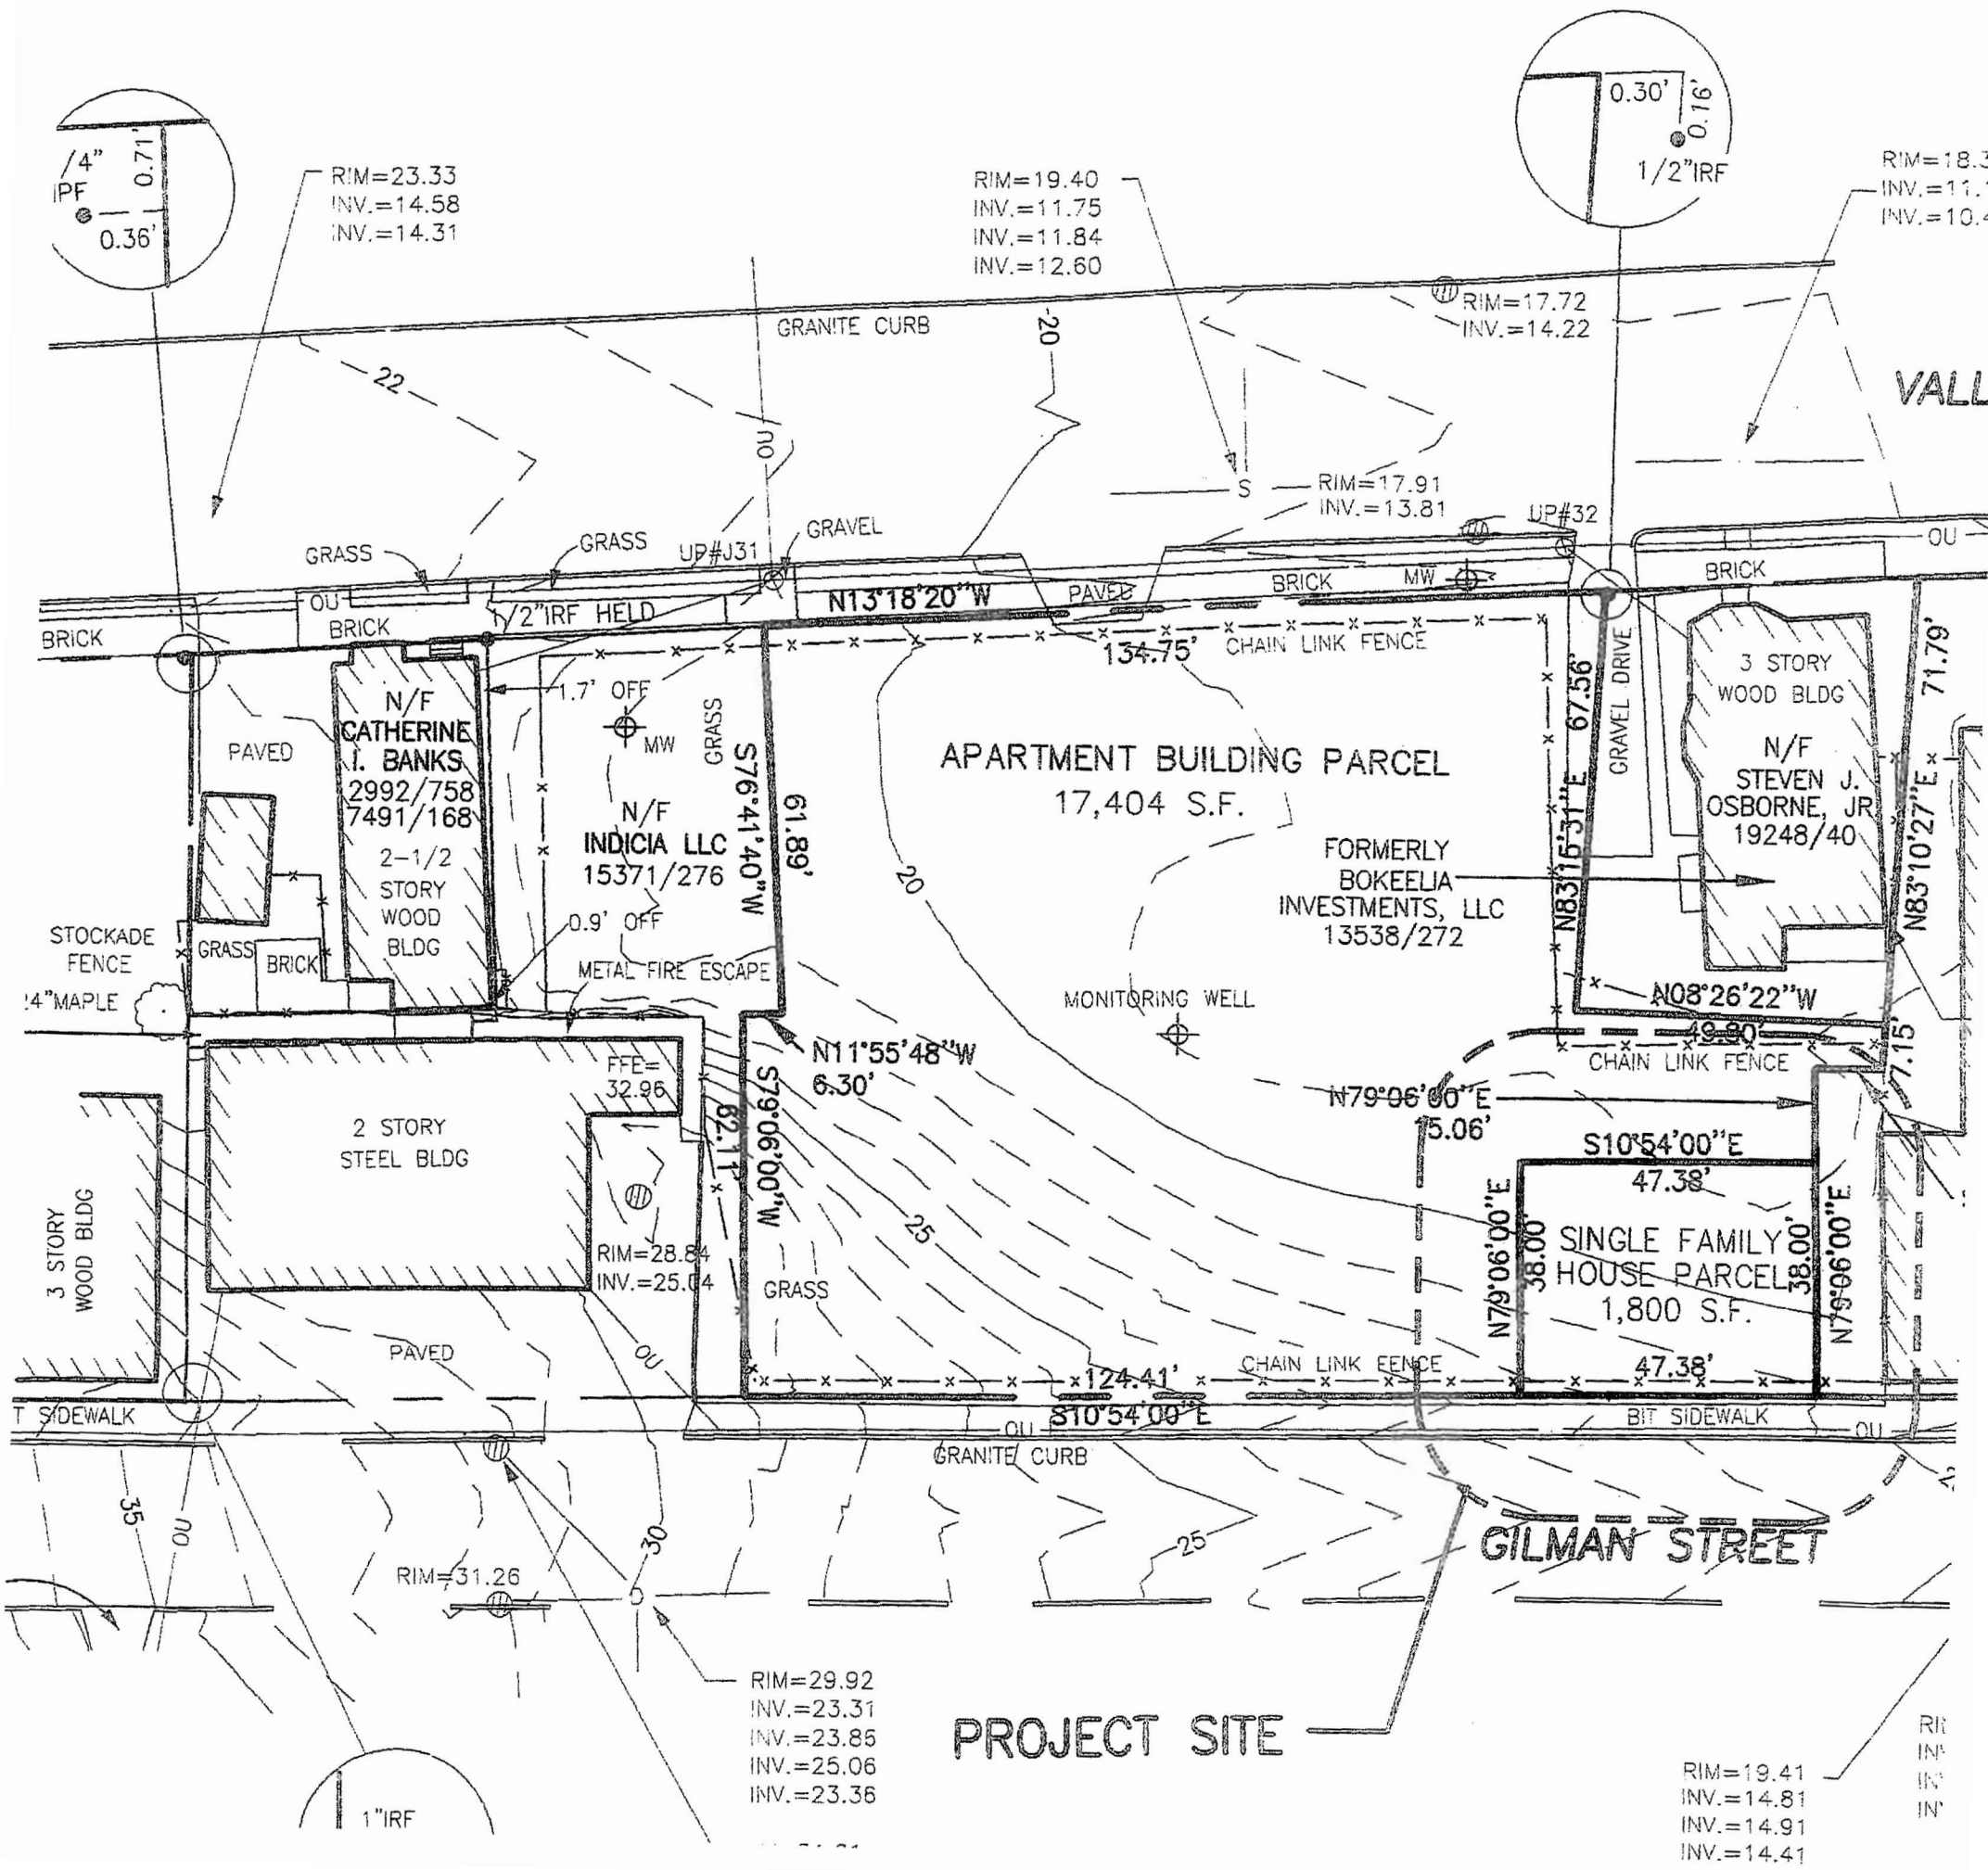 0.30'
0.16'
1/2"IRF
/4"
IPF
0.71'
0.36'
RIM=23.33
INV.=14.58
INV.=14.31
RIM=19.40
INV.=11.75
INV.=11.84
INV.=12.60
RIM=18.3
INV.=11.
INV.=10.4
GRANITE CURB
20
RIM=17.72
INV.=14.22
22
VALL
OU
S
RIM=17.91
INV.=13.81
UP#32
GRASS
GRASS
UP#J31
GRAVEL
OU
BRICK
OU
BRICK
1/2"IRF HELD
N13°18'20"W
PAVED
BRICK
MW
BRICK
134.75'
CHAIN LINK FENCE
1.7' OFF
MW
GRASS
PAVED
N/F
CATHERINE
I. BANKS
2992/758
7491/168
2-1/2
STORY
WOOD
BLDG
N/F
INDICIA LLC
15371/276
S76°41'40"W
61.89'
APARTMENT BUILDING PARCEL
17,404 S.F.
20
FORMERLY
BOKEELIA
INVESTMENTS, LLC
13538/272
N83°16'31"E 67.56'
GRAVEL DRIVE
3 STORY
WOOD BLDG
N/F
STEVEN J.
OSBORNE, JR
19248/40
71.79'
N83°10'27"E
STOCKADE
FENCE
GRASS
BRICK
0.9' OFF
METAL FIRE ESCAPE
4"MAPLE
MONITORING WELL
N08°26'22"W
49.80'
CHAIN LINK FENCE
7.15'
N11°55'48"W
6.30'
FFE=
32.96
2 STORY
STEEL BLDG
62.11'
S79°06'00"W
N79°06'00"E
15.06'
S10°54'00"E
47.38'
3 STORY
WOOD BLDG
RIM=28.84
INV.=25.04
25
GRASS
N79°06'00"E
38.00'
SINGLE FAMILY
HOUSE PARCEL
1,800 S.F.
38.00'
N79°06'00"E
PAVED
OU
124.41'
CHAIN LINK FENCE
47.38'
T SIDEWALK
S10°54'00"E
BIT SIDEWALK
OU
OU
GRANITE CURB
35
OU
30
25
GILMAN STREET
RIM=31.26
RIM=29.92
INV.=23.31
INV.=23.85
INV.=25.06
INV.=23.36
PROJECT SITE
RIM=19.41
INV.=14.81
INV.=14.91
INV.=14.41
1"IRF